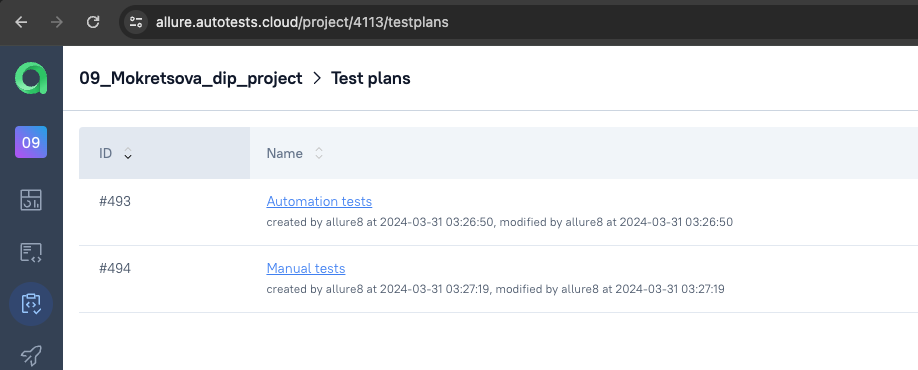 allure.autotests.cloud/project/4113/testplans
09_Mokretsova_dip_project > Test plans
09
ID Name
#493 Automation tests
created by allure8 at 2024-03-31 03:26:50, modified by allure8 at 2024-03-31 03:26:50
#494 Manual tests
created by allure8 at 2024-03-31 03:27:19, modified by allure8 at 2024-03-31 03:27:19